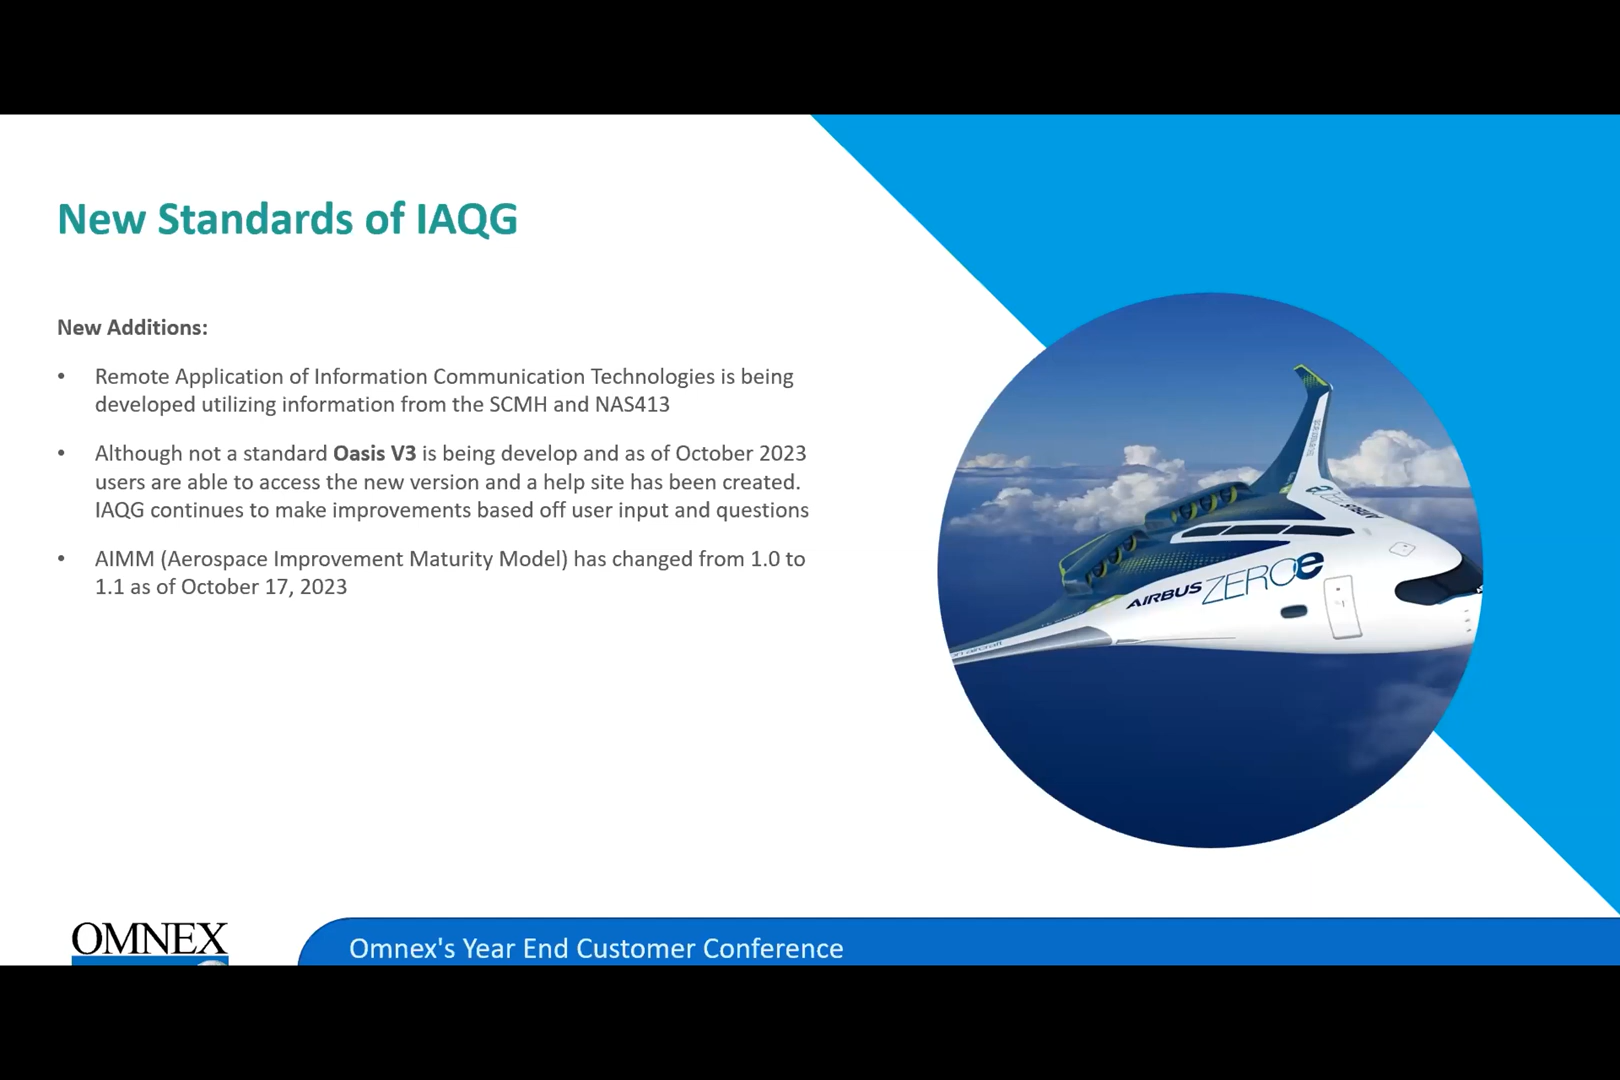 New Standards of IAQG
New Additions:
• Remote Application of Information Communication Technologies is being
developed utilizing information from the SCMH and NAS413
• Although not a standard Oasis V3 is being develop and as of October 2023
users are able to access the new version and a help site has been created.
IAQG continues to make improvements based off user input and questions
• AIMM (Aerospace Improvement Maturity Model) has changed from 1.0 to
1.1 as of October 17, 2023
AIRBUS ZEROe
AIRBUS
OMNEX
Omnex's Year End Customer Conference